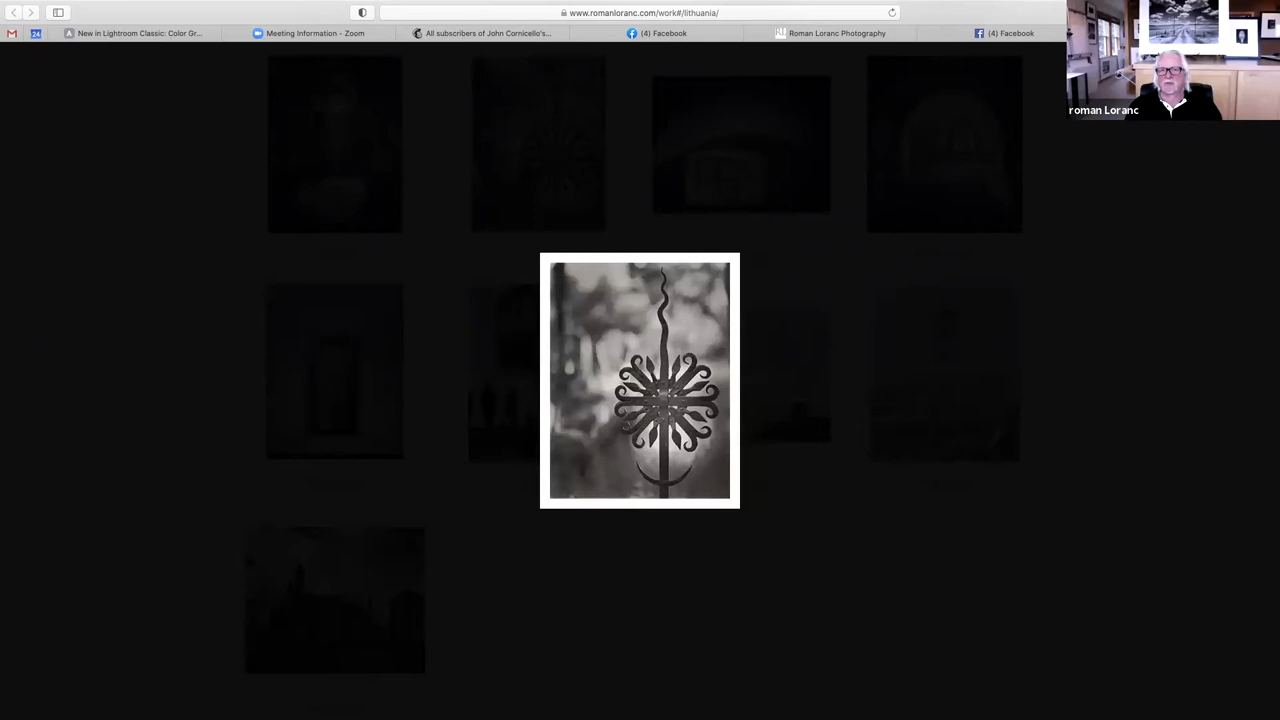 www.romanloranc.com/work#/lithuania/
24
New in Lightroom Classic: Color Gr...
Meeting Information - Zoom
All subscribers of John Cornicello's...
(4) Facebook
Roman Loranc Photography
(4) Facebook
roman Loranc